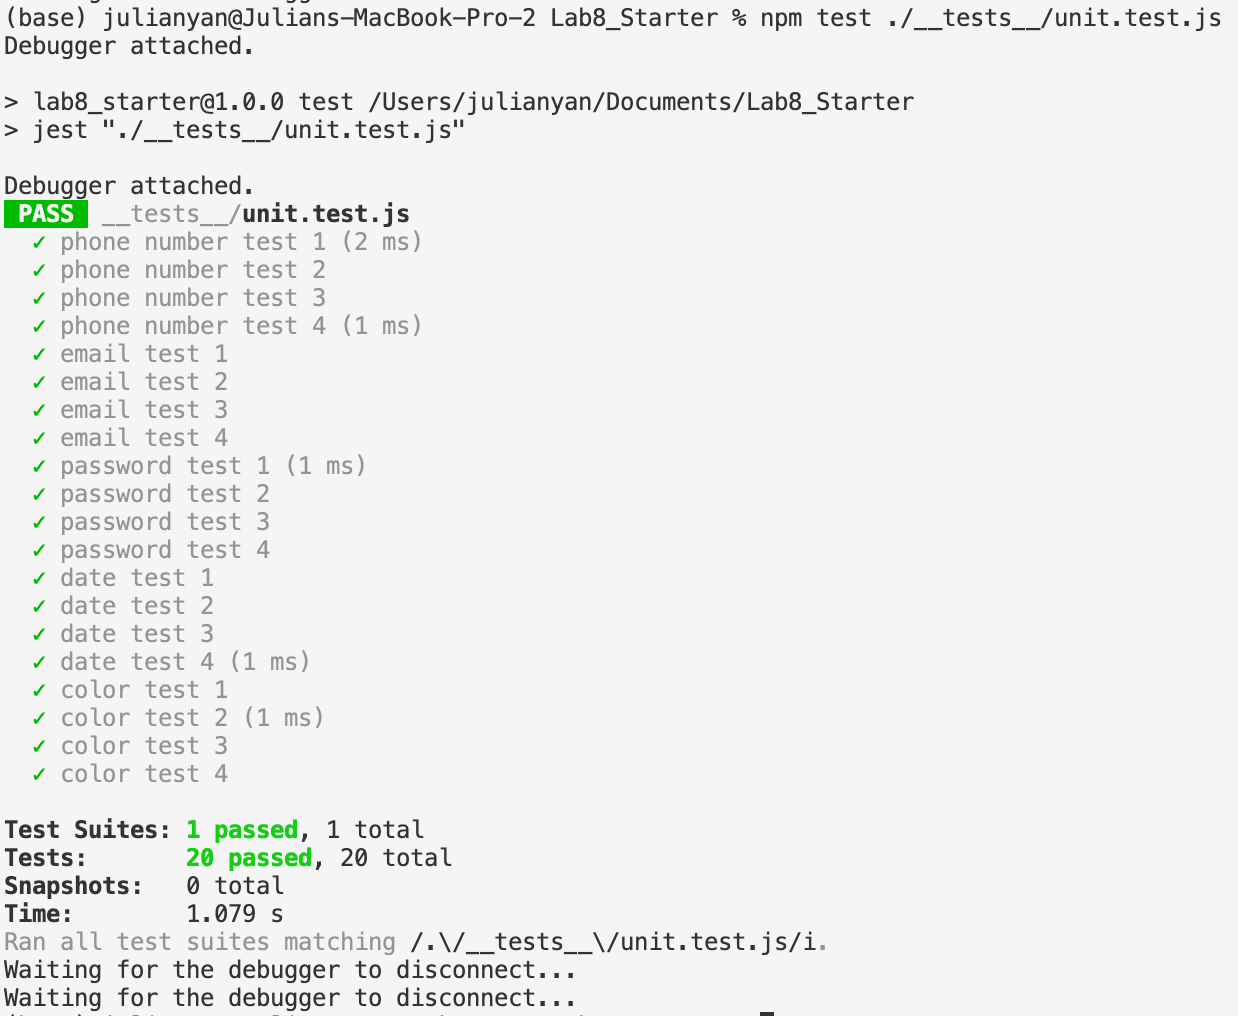 (base) julianyan@Julians-MacBook-Pro-2 Lab8_Starter % npm test ./__tests__/unit.test.js
Debugger attached.
> lab8_starter@1.0.0 test /Users/julianyan/Documents/Lab8_Starter
> jest "./__tests__/unit.test.js"
Debugger attached.
PASS __tests__/unit.test.js
✓ phone number test 1 (2 ms)
✓ phone number test 2
✓ phone number test 3
✓ phone number test 4 (1 ms)
✓ email test 1
✓ email test 2
✓ email test 3
✓ email test 4
✓ password test 1 (1 ms)
✓ password test 2
✓ password test 3
✓ password test 4
✓ date test 1
✓ date test 2
✓ date test 3
✓ date test 4 (1 ms)
✓ color test 1
✓ color test 2 (1 ms)
✓ color test 3
✓ color test 4
Test Suites: 1 passed, 1 total
Tests: 20 passed, 20 total
Snapshots: 0 total
Time: 1.079 s
Ran all test suites matching /.\/__tests__\/unit.test.js/i.
Waiting for the debugger to disconnect...
Waiting for the debugger to disconnect...